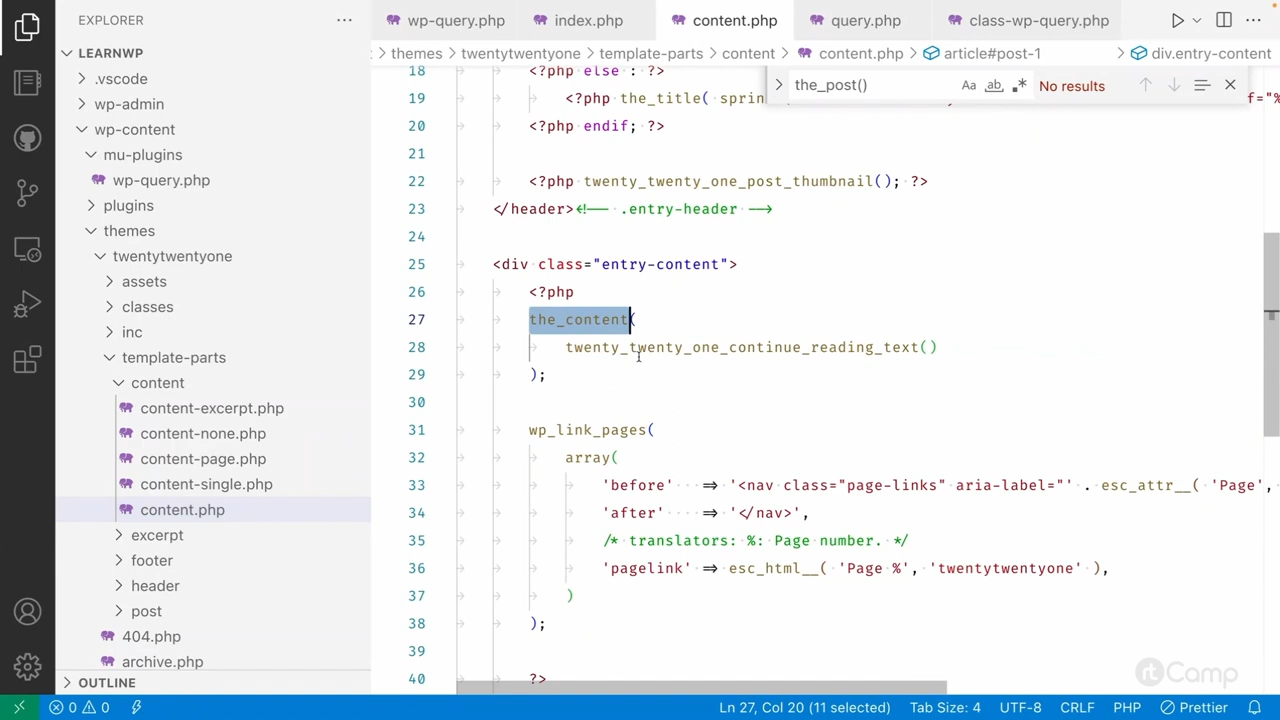 EXPLORER
wp-query.php
index.php
content.php
query.php
class-wp-query.php
LEARNWP
themes > twentytwentyone > template-parts > content > content.php > article#post-1 > div.entry-content
the_post()
Aa
ab
No results
.vscode
wp-admin
wp-content
mu-plugins
wp-query.php
plugins
themes
twentytwentyone
assets
classes
inc
template-parts
content
content-excerpt.php
content-none.php
content-page.php
content-single.php
content.php
excerpt
footer
header
post
404.php
archive.php
OUTLINE
18 <?php else : ?>
19 <?php the_title( sprin
20 <?php endif; ?>
21
22 <?php twenty_twenty_one_post_thumbnail(); ?>
23 </header><!-- .entry-header -->
24
25 <div class="entry-content">
26 <?php
27 the_content(
28 twenty_twenty_one_continue_reading_text()
29 );
30
31 wp_link_pages(
32 array(
33 'before' => '<nav class="page-links" aria-label="' . esc_attr__( 'Page',
34 'after' => '</nav>',
35 /* translators: %: Page number. */
36 'pagelink' => esc_html__( 'Page %', 'twentytwentyone' ),
37 )
38 );
39
40 ?>
rtCamp
0 0
Ln 27, Col 20 (11 selected)
Tab Size: 4
UTF-8
CRLF
PHP
Prettier